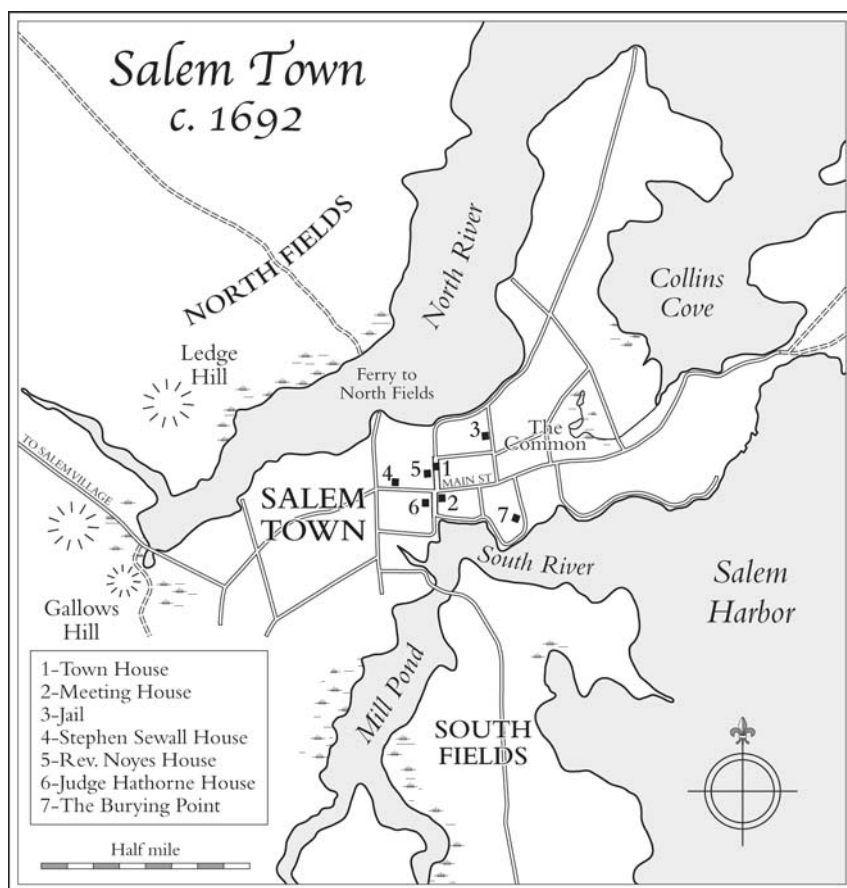 Salem Town
c. 1692
NORTH FIELDS
North River
Collins
Cove
Ledge
Hill
Ferry to
North Fields
TO SALEM VILLAGE
3
The
Common
5
1
4
MAIN ST.
6
2
7
SALEM
TOWN
South River
Salem
Harbor
Gallows
Hill
Mill Pond
SOUTH
FIELDS
1-Town House
2-Meeting House
3-Jail
4-Stephen Sewall House
5-Rev. Noyes House
6-Judge Hathorne House
7-The Burying Point
Half mile